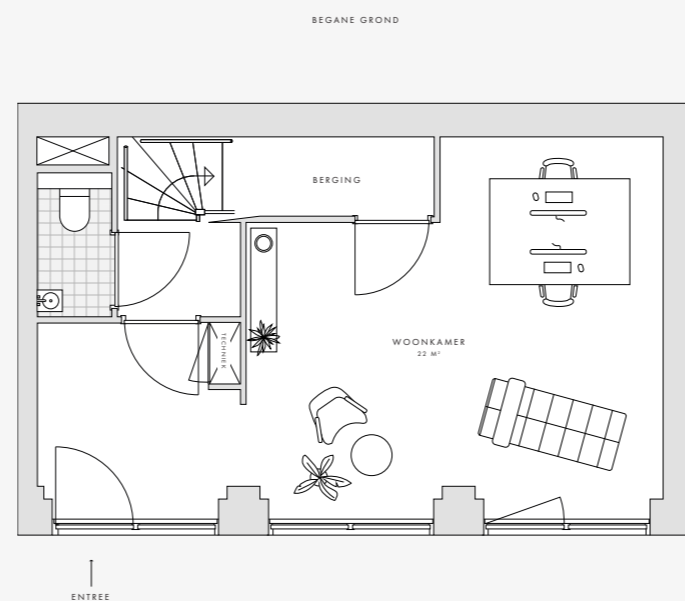 BEGANE GROND
BERGING
WOONKAMER
22 M²
TECHNIEK
ENTREE